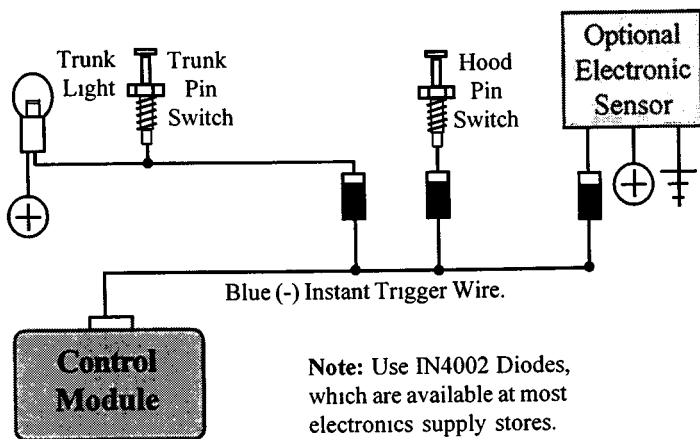 Trunk
Light
Trunk
Pin
Switch
Hood
Pin
Switch
Optional
Electronic
Sensor
Blue (-) Instant Trigger Wire.
Control
Module
Note: Use IN4002 Diodes,
which are available at most
electronics supply stores.